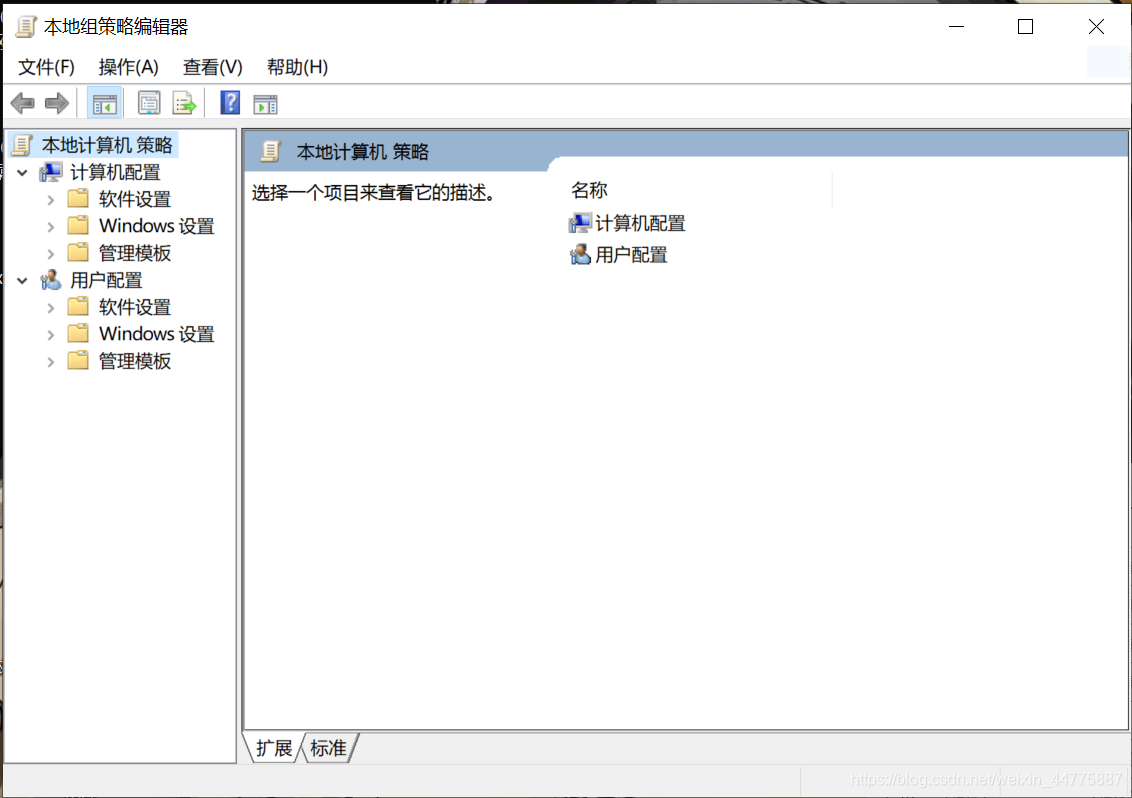 本地组策略编辑器
文件(F) 操作(A) 查看(V) 帮助(H)
本地计算机 策略
计算机配置
软件设置
Windows 设置
管理模板
用户配置
软件设置
Windows 设置
管理模板
本地计算机 策略
选择一个项目来查看它的描述。
名称
计算机配置
用户配置
扩展 标准
https://blog.csdn.net/weixin_44775887